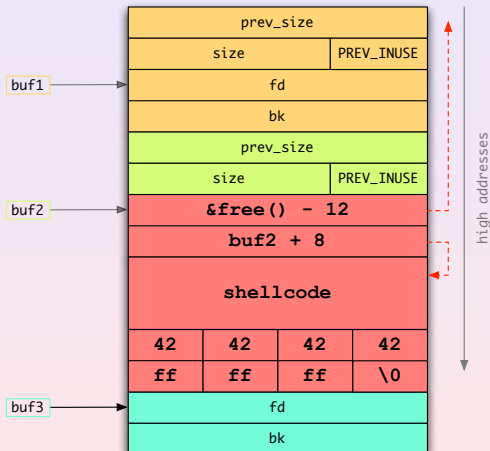 prev_size
size PREV_INUSE
buf1 fd
bk
prev_size
size PREV_INUSE
buf2 &free() - 12
buf2 + 8
shellcode
42 42 42 42
ff ff ff \0
buf3 fd
bk
high addresses